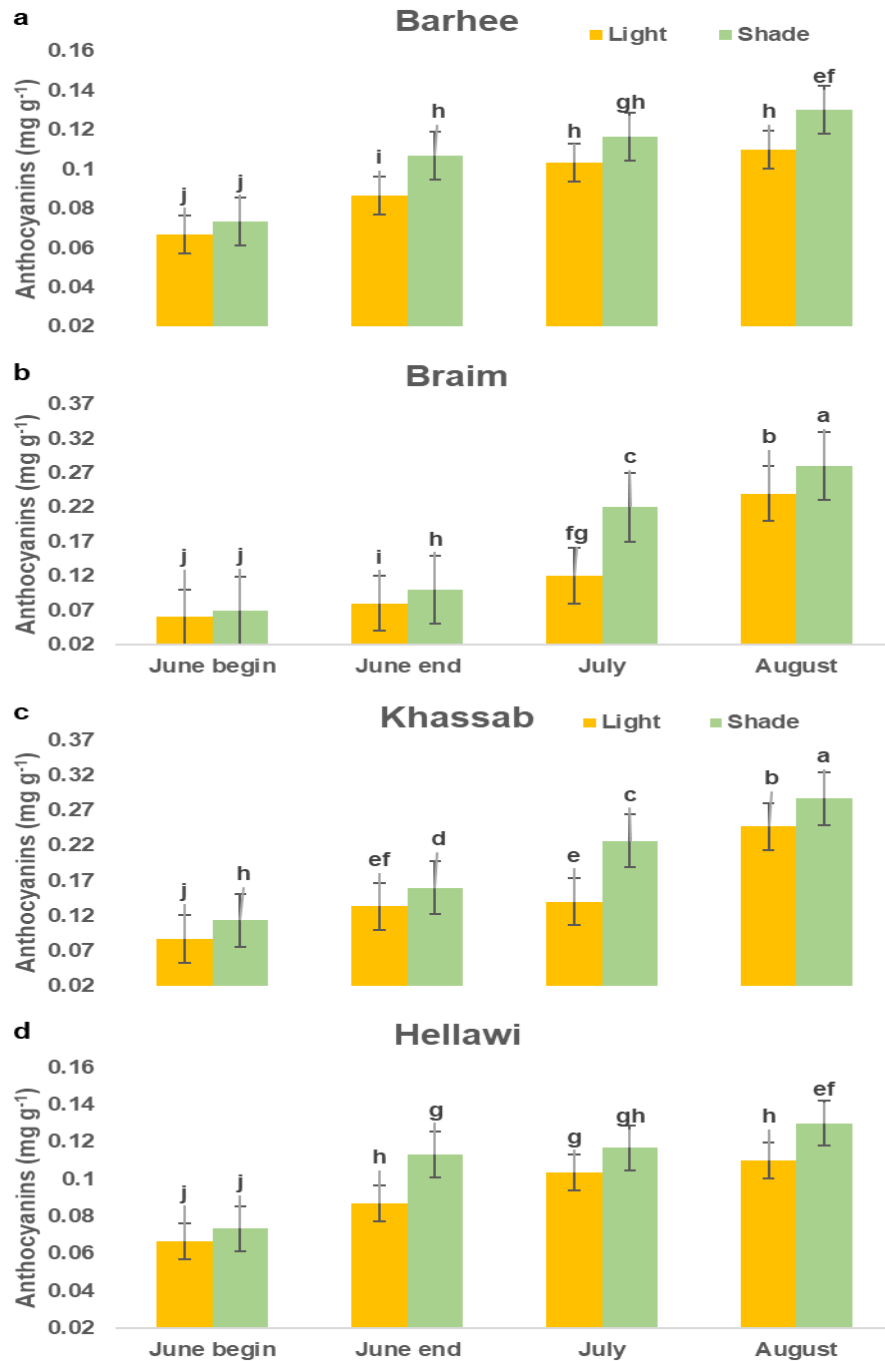 a
Barhee
Light Shade
Anthocyanins (mg g-1)
0.16
0.14
0.12
0.1
0.08
0.06
0.04
0.02
j j i h h gh h ef
b
Braim
Anthocyanins (mg g-1)
0.37
0.32
0.27
0.22
0.17
0.12
0.07
0.02
j j i h fg c b a
June begin June end July August
c
Khassab
Light Shade
Anthocyanins (mg g-1)
0.37
0.32
0.27
0.22
0.17
0.12
0.07
0.02
j h ef d e c b a
d
Hellawi
Anthocyanins (mg g-1)
0.16
0.14
0.12
0.1
0.08
0.06
0.04
0.02
j j h g g gh h ef
June begin June end July August